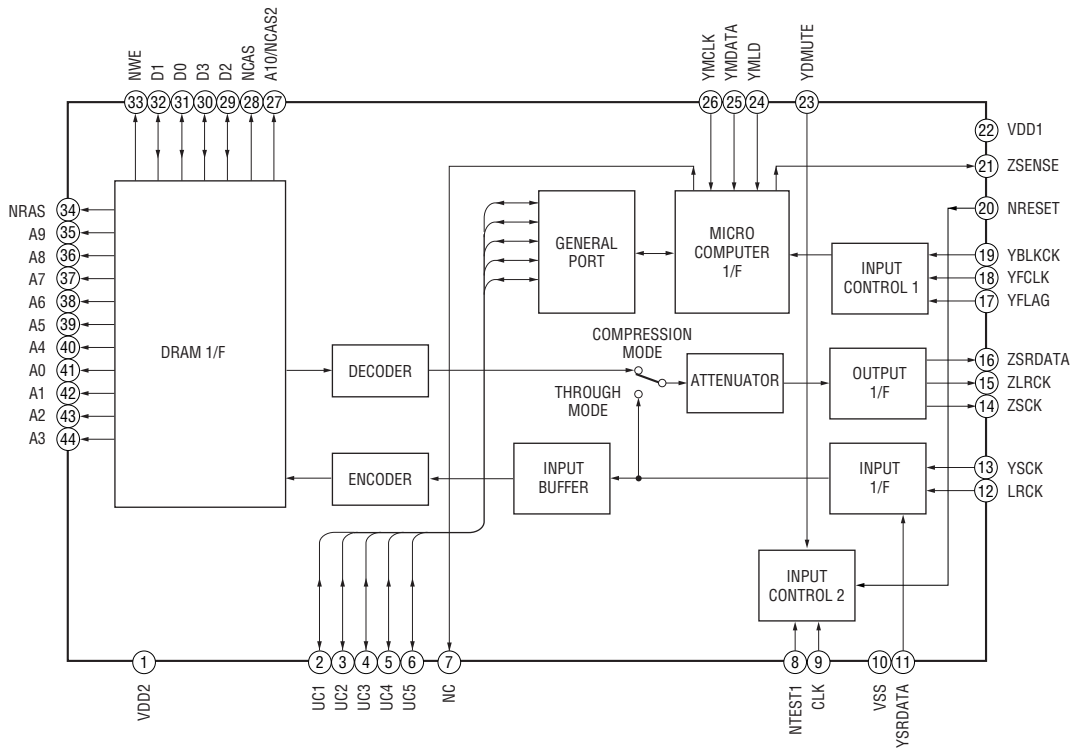 NWE
D1
D0
D3
D2
NCAS
A10/NCAS2
YMCLK
YMDATA
YMLD
YDMUTE
33
32
31
30
29
28
27
26
25
24
23
22 VDD1
21 ZSENSE
20 NRESET
19 YBLKCK
18 YFCLK
17 YFLAG
16 ZSRDATA
15 ZLRCK
14 ZSCK
13 YSCK
12 LRCK
NRAS 34
A9 35
A8 36
A7 37
A6 38
A5 39
A4 40
A0 41
A1 42
A2 43
A3 44
DRAM 1/F
GENERAL
PORT
MICRO
COMPUTER
1/F
INPUT
CONTROL 1
DECODER
COMPRESSION
MODE
THROUGH
MODE
ATTENUATOR
OUTPUT
1/F
ENCODER
INPUT
BUFFER
INPUT
1/F
INPUT
CONTROL 2
1
2
3
4
5
6
7
8
9
10
11
VDD2
UC1
UC2
UC3
UC4
UC5
NC
NTEST1
CLK
VSS
YSRDATA